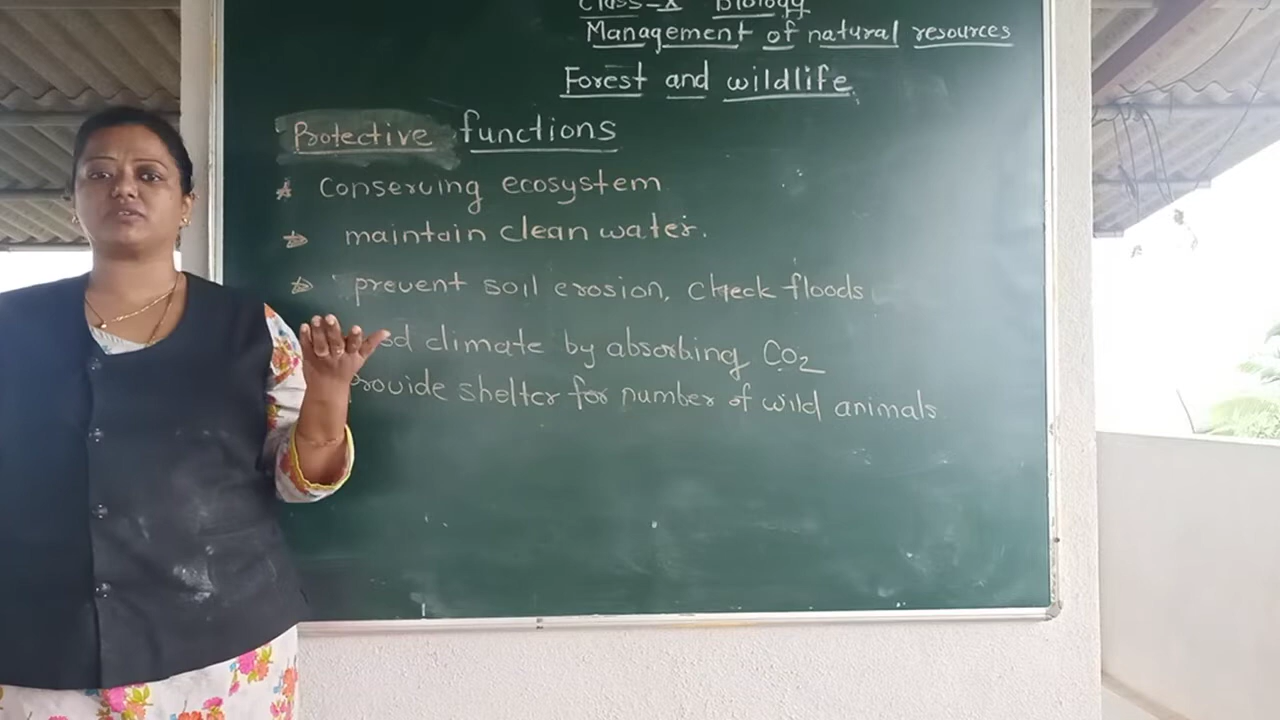 Class-X Biology
Management of natural resources
Forest and wildlife
Protective functions
conserving ecosystem
maintain clean water.
prevent soil erosion, check floods
climate by absorbing CO₂
provide shelter for number of wild animals